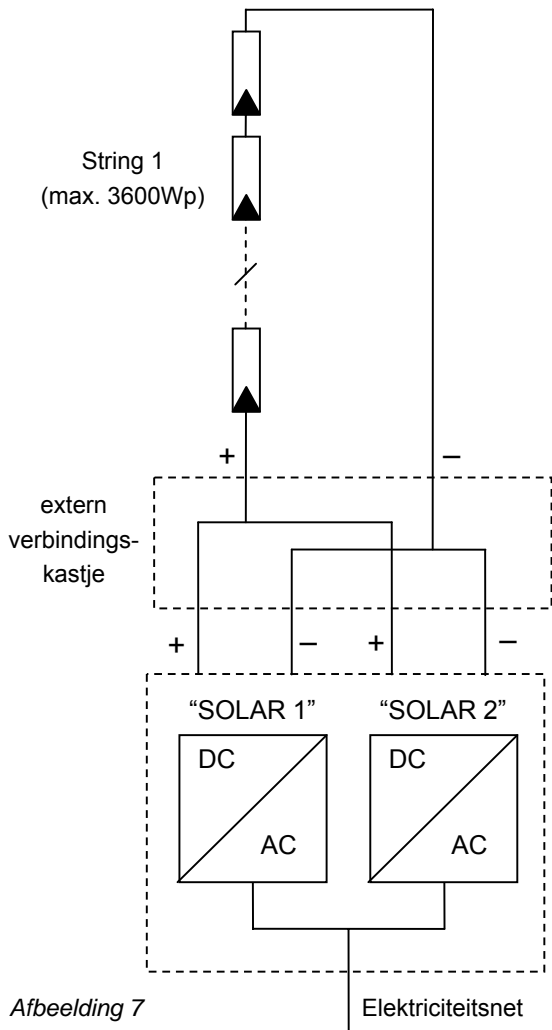 String 1
(max. 3600Wp)
+
–
extern
verbindings-
kastje
+
–
+
–
“SOLAR 1”
“SOLAR 2”
DC
AC
DC
AC
Afbeelding 7
Elektriciteitsnet